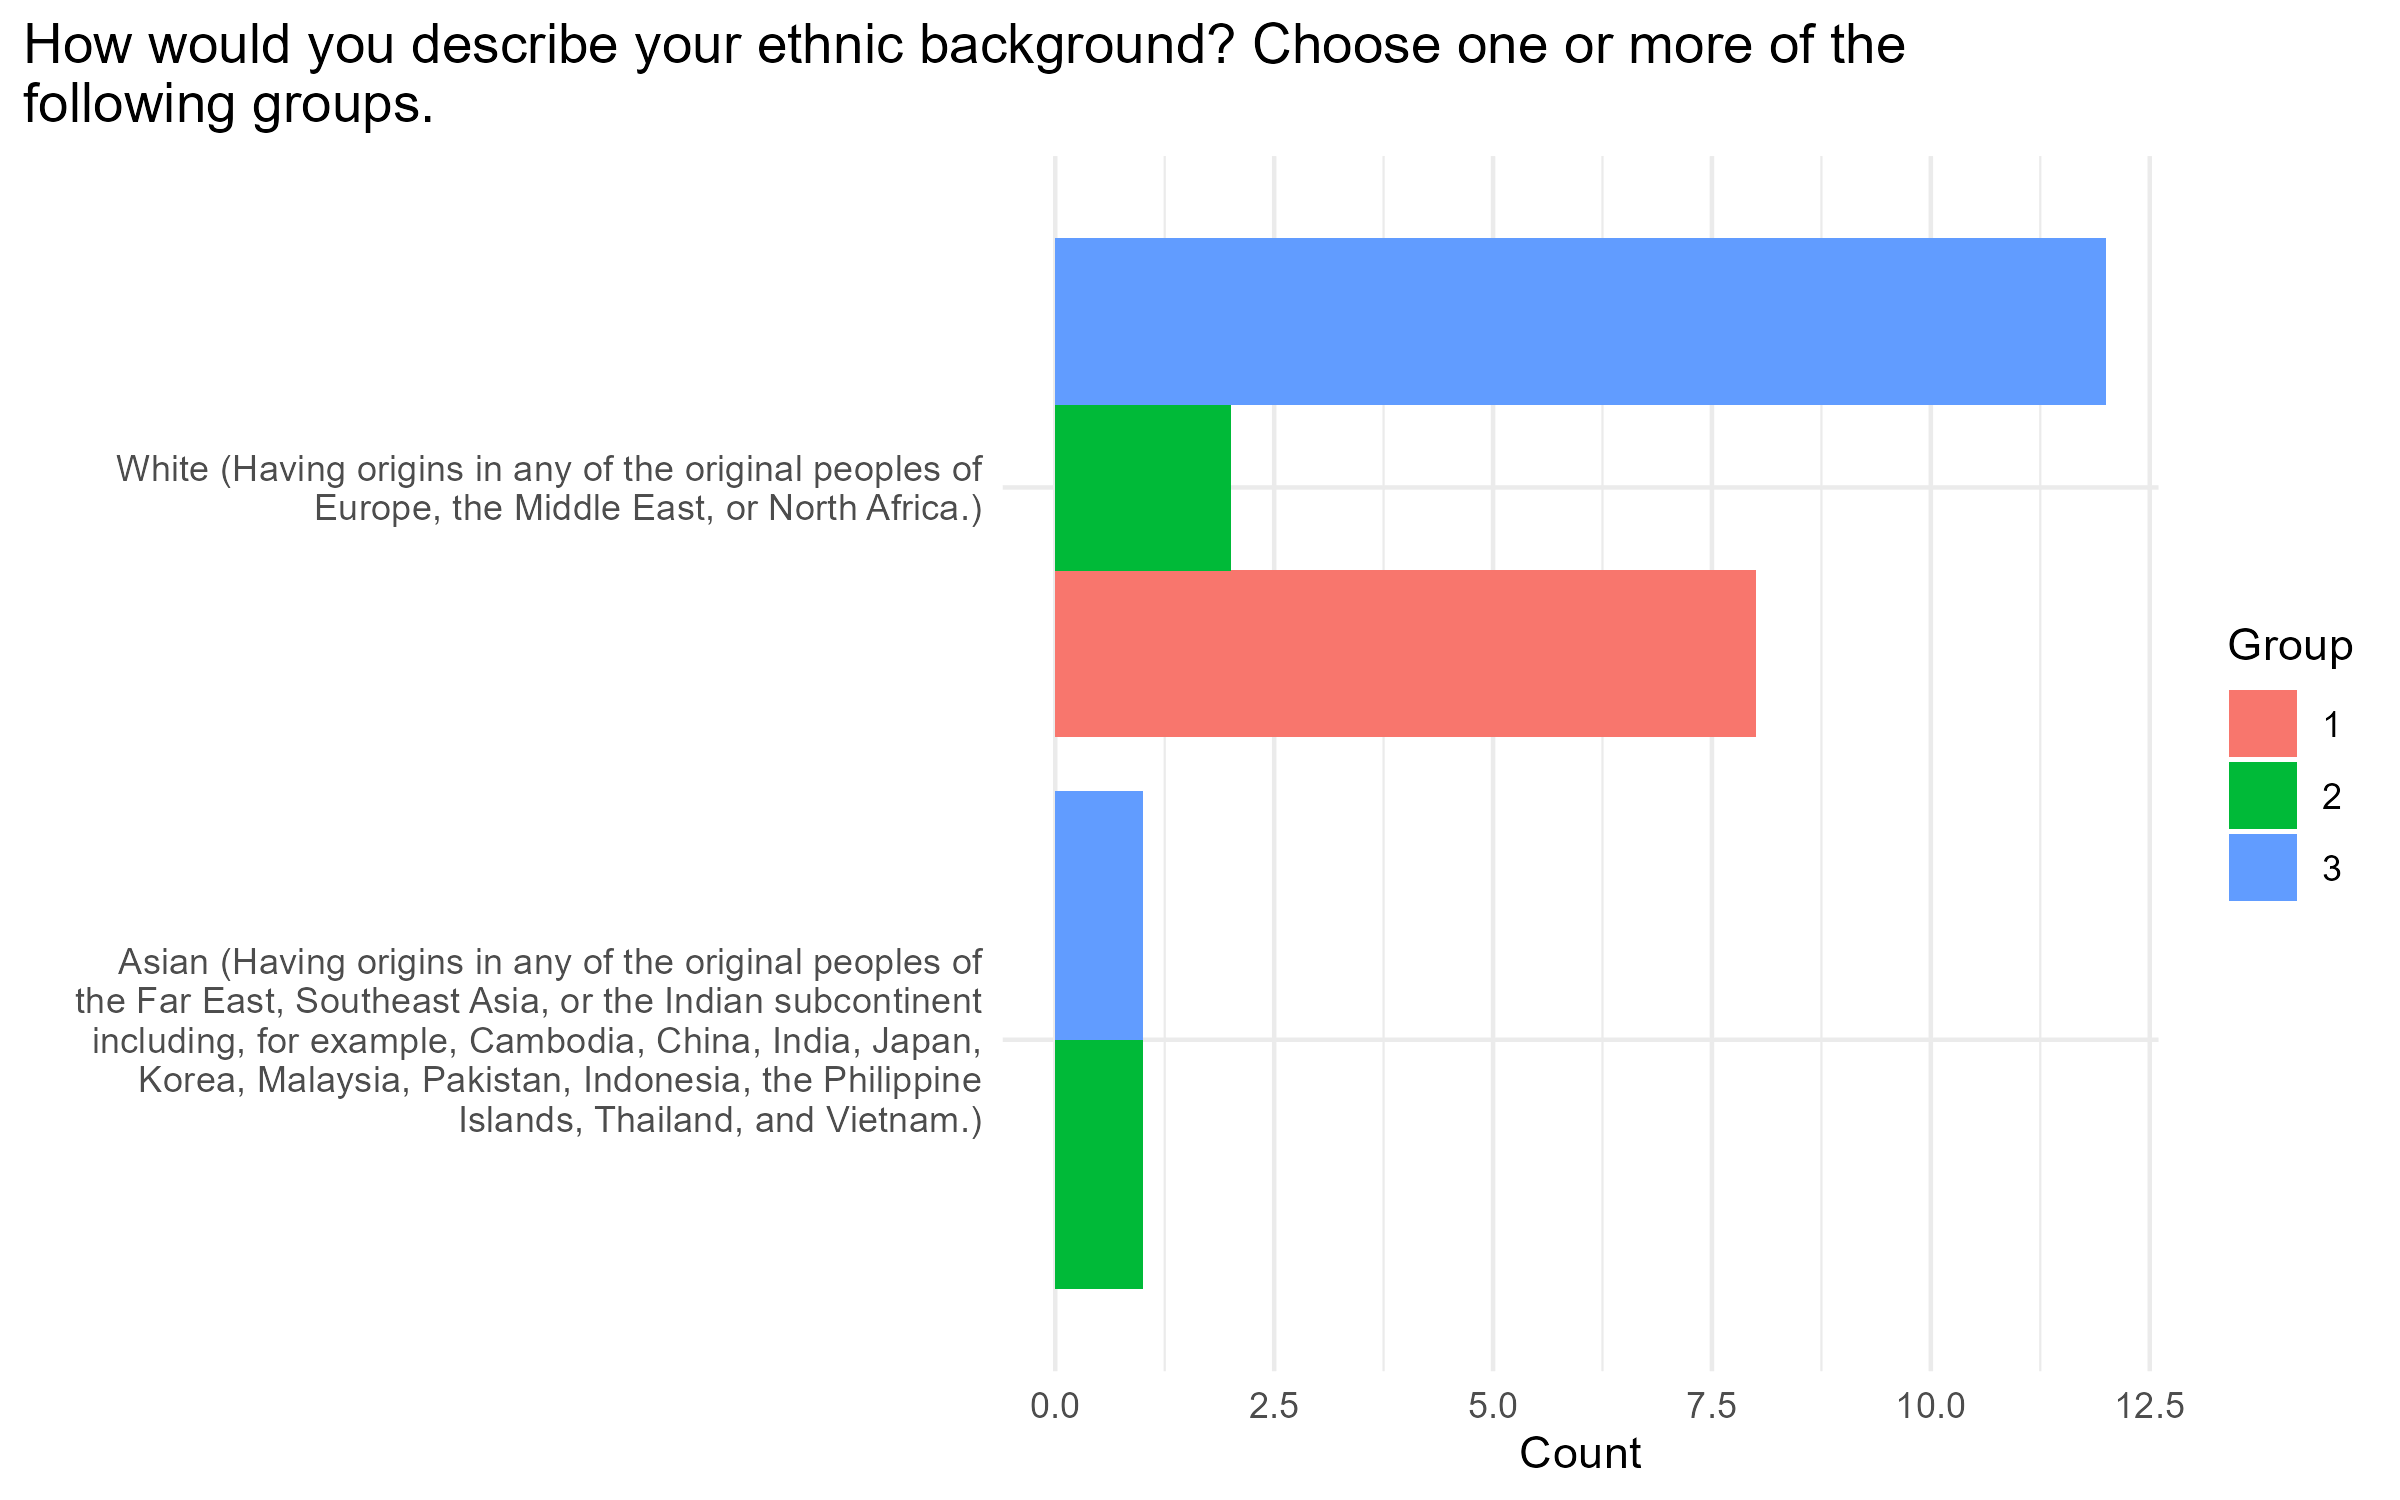 How would you describe your ethnic background? Choose one or more of the
following groups.
White (Having origins in any of the original peoples of
Europe, the Middle East, or North Africa.)
Asian (Having origins in any of the original peoples of
the Far East, Southeast Asia, or the Indian subcontinent
including, for example, Cambodia, China, India, Japan,
Korea, Malaysia, Pakistan, Indonesia, the Philippine
Islands, Thailand, and Vietnam.)
0.0 2.5 5.0 7.5 10.0 12.5
Count
Group
1
2
3